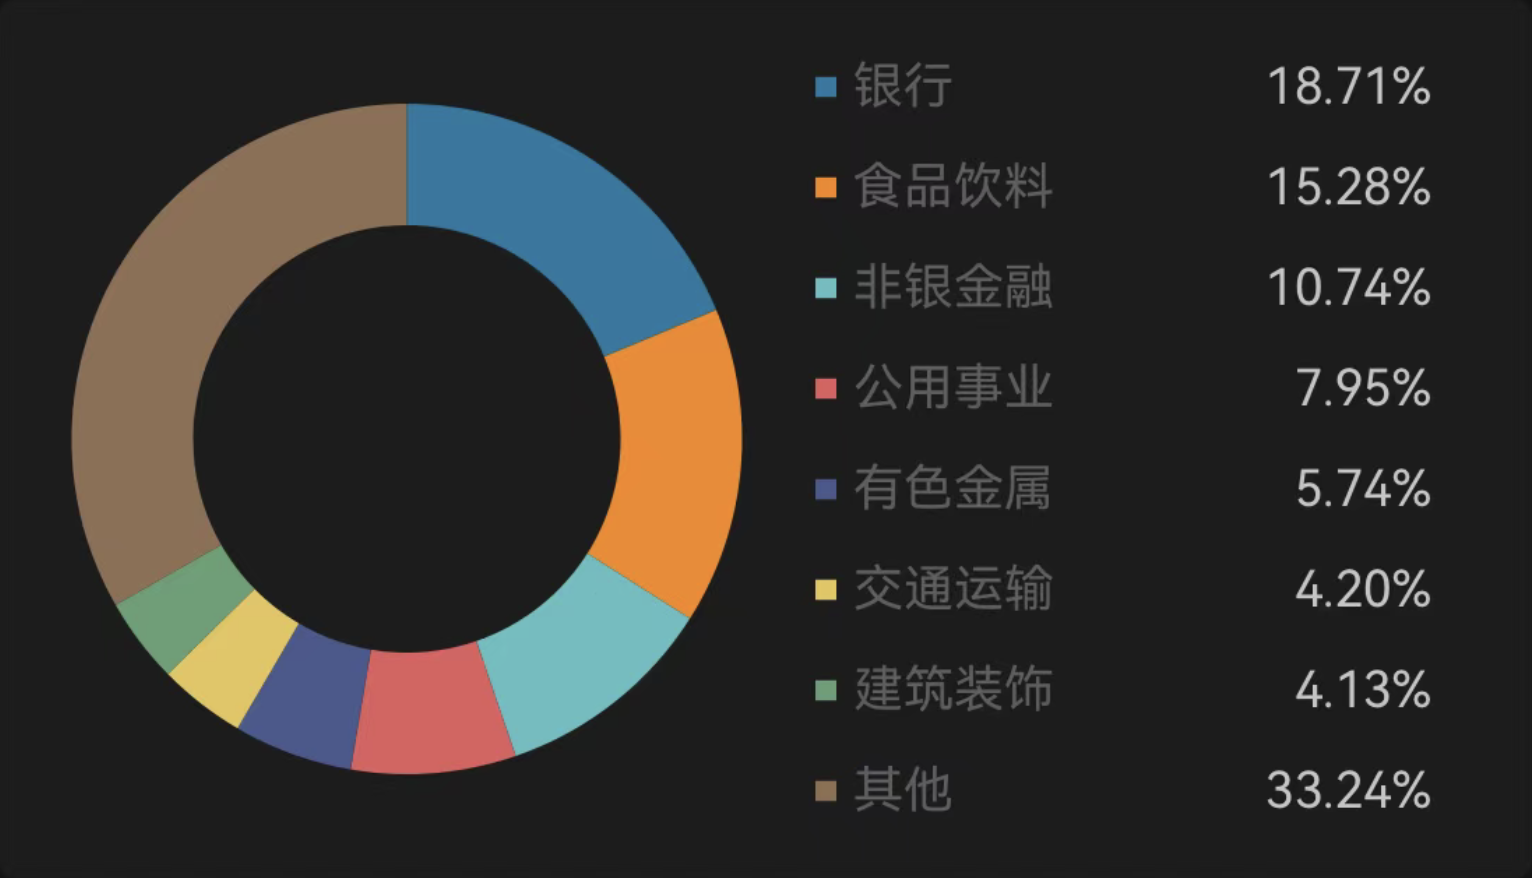 银行 18.71%
食品饮料 15.28%
非银金融 10.74%
公用事业 7.95%
有色金属 5.74%
交通运输 4.20%
建筑装饰 4.13%
其他 33.24%